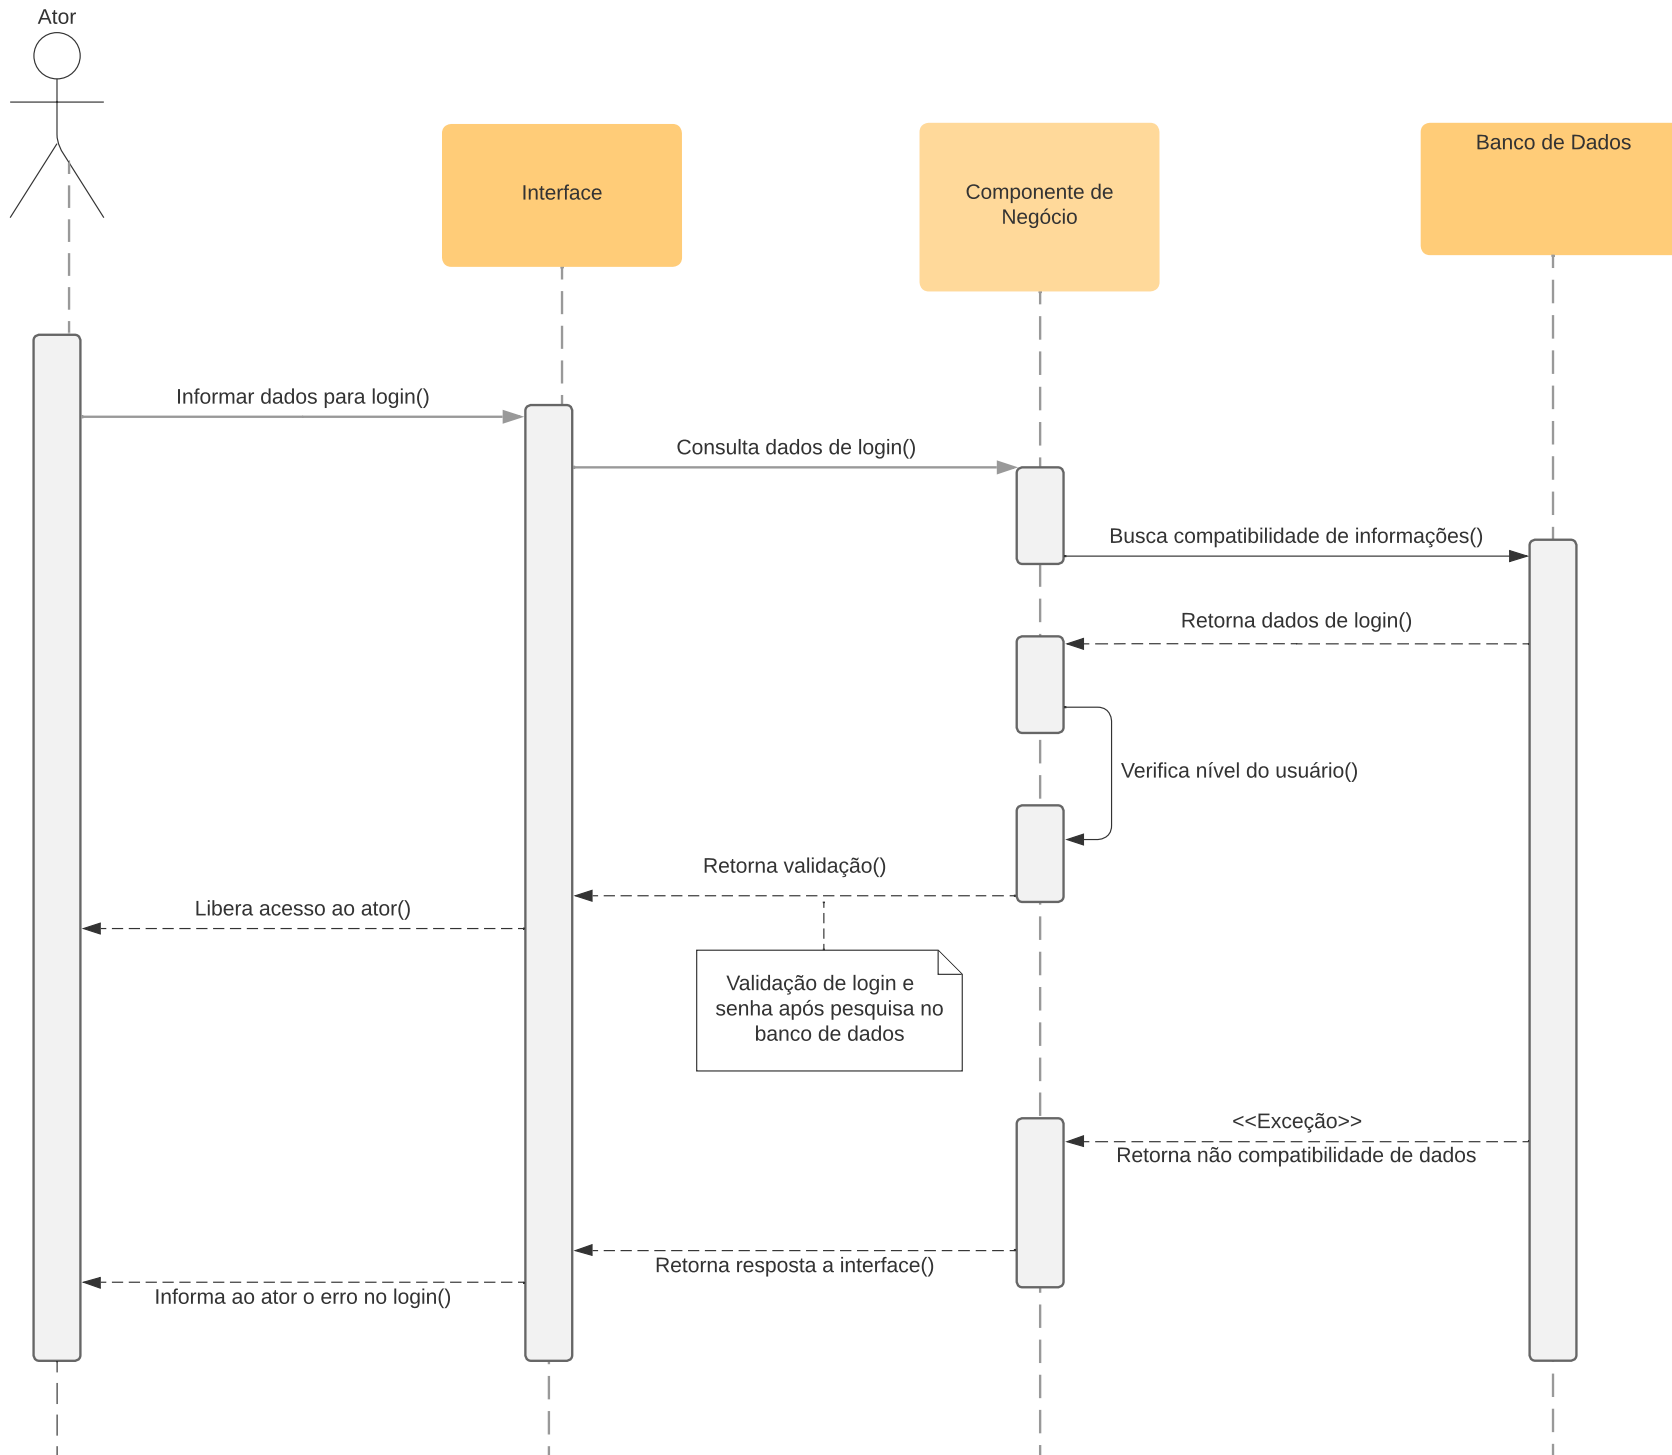 Ator
Interface
Componente de
Negócio
Banco de Dados
Informar dados para login()
Consulta dados de login()
Busca compatibilidade de informações()
Retorna dados de login()
Verifica nível do usuário()
Retorna validação()
Libera acesso ao ator()
Validação de login e
senha após pesquisa no
banco de dados
<<Exceção>>
Retorna não compatibilidade de dados
Retorna resposta a interface()
Informa ao ator o erro no login()